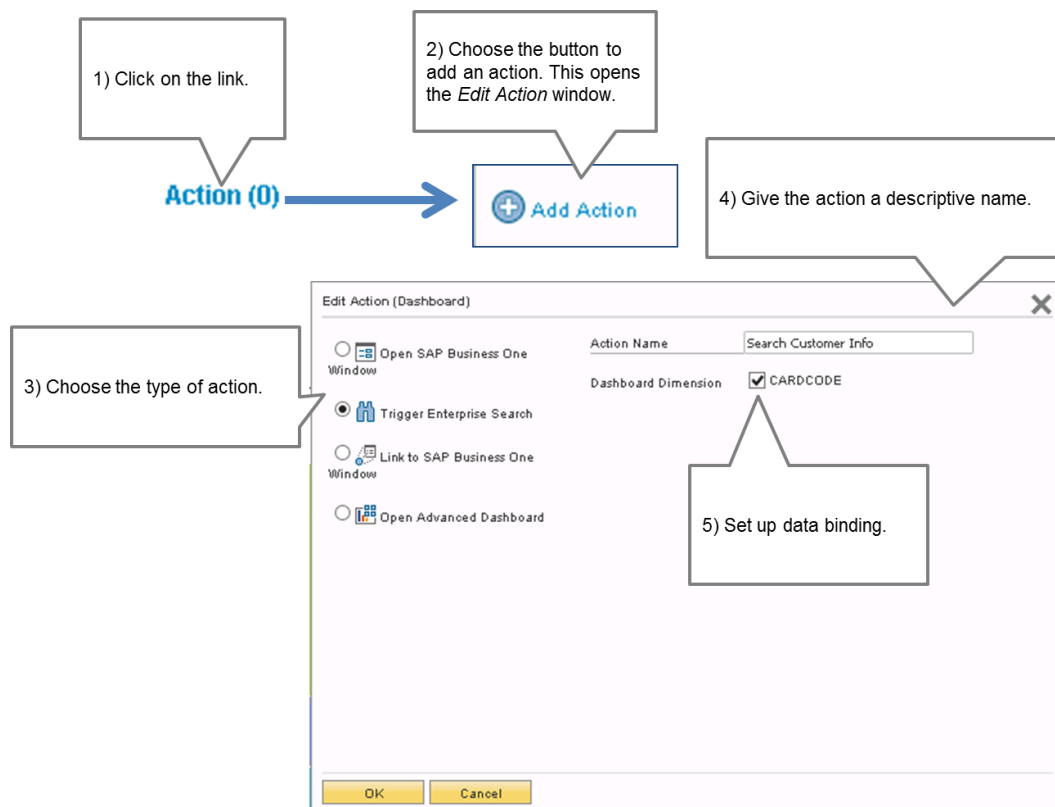 1) Click on the link.
2) Choose the button to
add an action. This opens
the Edit Action window.
Action (0)
Add Action
4) Give the action a descriptive name.
Edit Action (Dashboard)
3) Choose the type of action.
Open SAP Business One
Window
Trigger Enterprise Search
Link to SAP Business One
Window
Open Advanced Dashboard
Action Name
Search Customer Info
Dashboard Dimension
CARDCODE
5) Set up data binding.
OK
Cancel